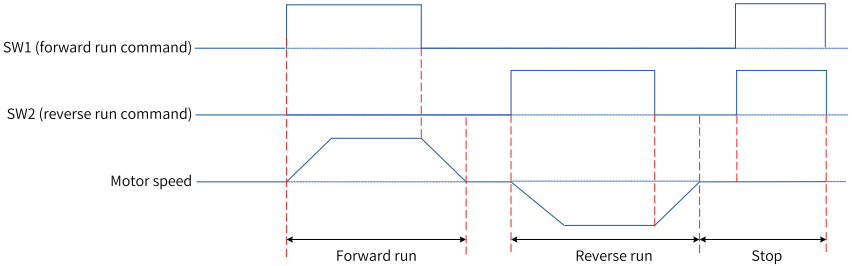 SW1 (forward run command)
SW2 (reverse run command)
Motor speed
Forward run
Reverse run
Stop